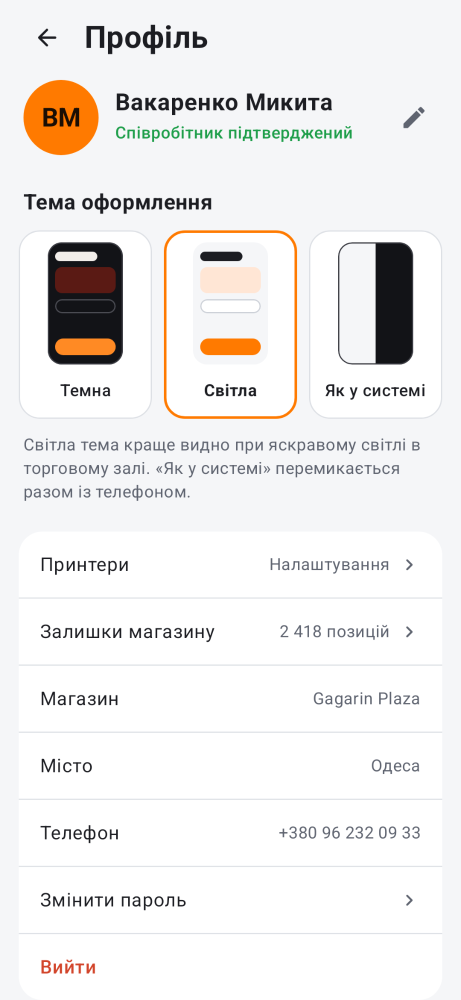 Профіль
ВМ
Вакаренко Микита
Співробітник підтверджений
Тема оформлення
Темна
Світла
Як у системі
Світла тема краще видно при яскравому світлі в
торговому залі. «Як у системі» перемикається
разом із телефоном.
Принтери Налаштування
Залишки магазину 2 418 позицій
Магазин Gagarin Plaza
Місто Одеса
Телефон +380 96 232 09 33
Змінити пароль
Вийти